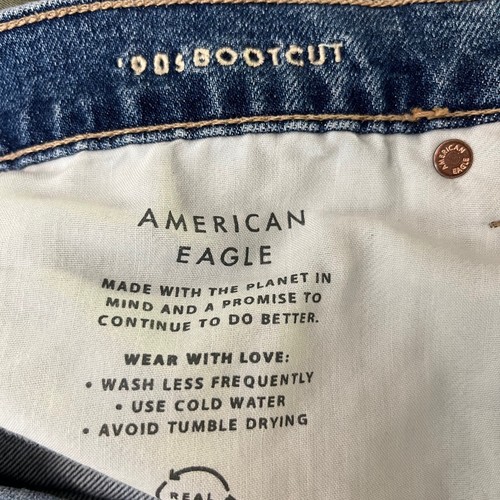 '90s BOOTCUT
AMERICAN
EAGLE
AMERICAN
EAGLE
MADE WITH THE PLANET IN
MIND AND A PROMISE TO
CONTINUE TO DO BETTER.
WEAR WITH LOVE:
• WASH LESS FREQUENTLY
• USE COLD WATER
• AVOID TUMBLE DRYING
REAL